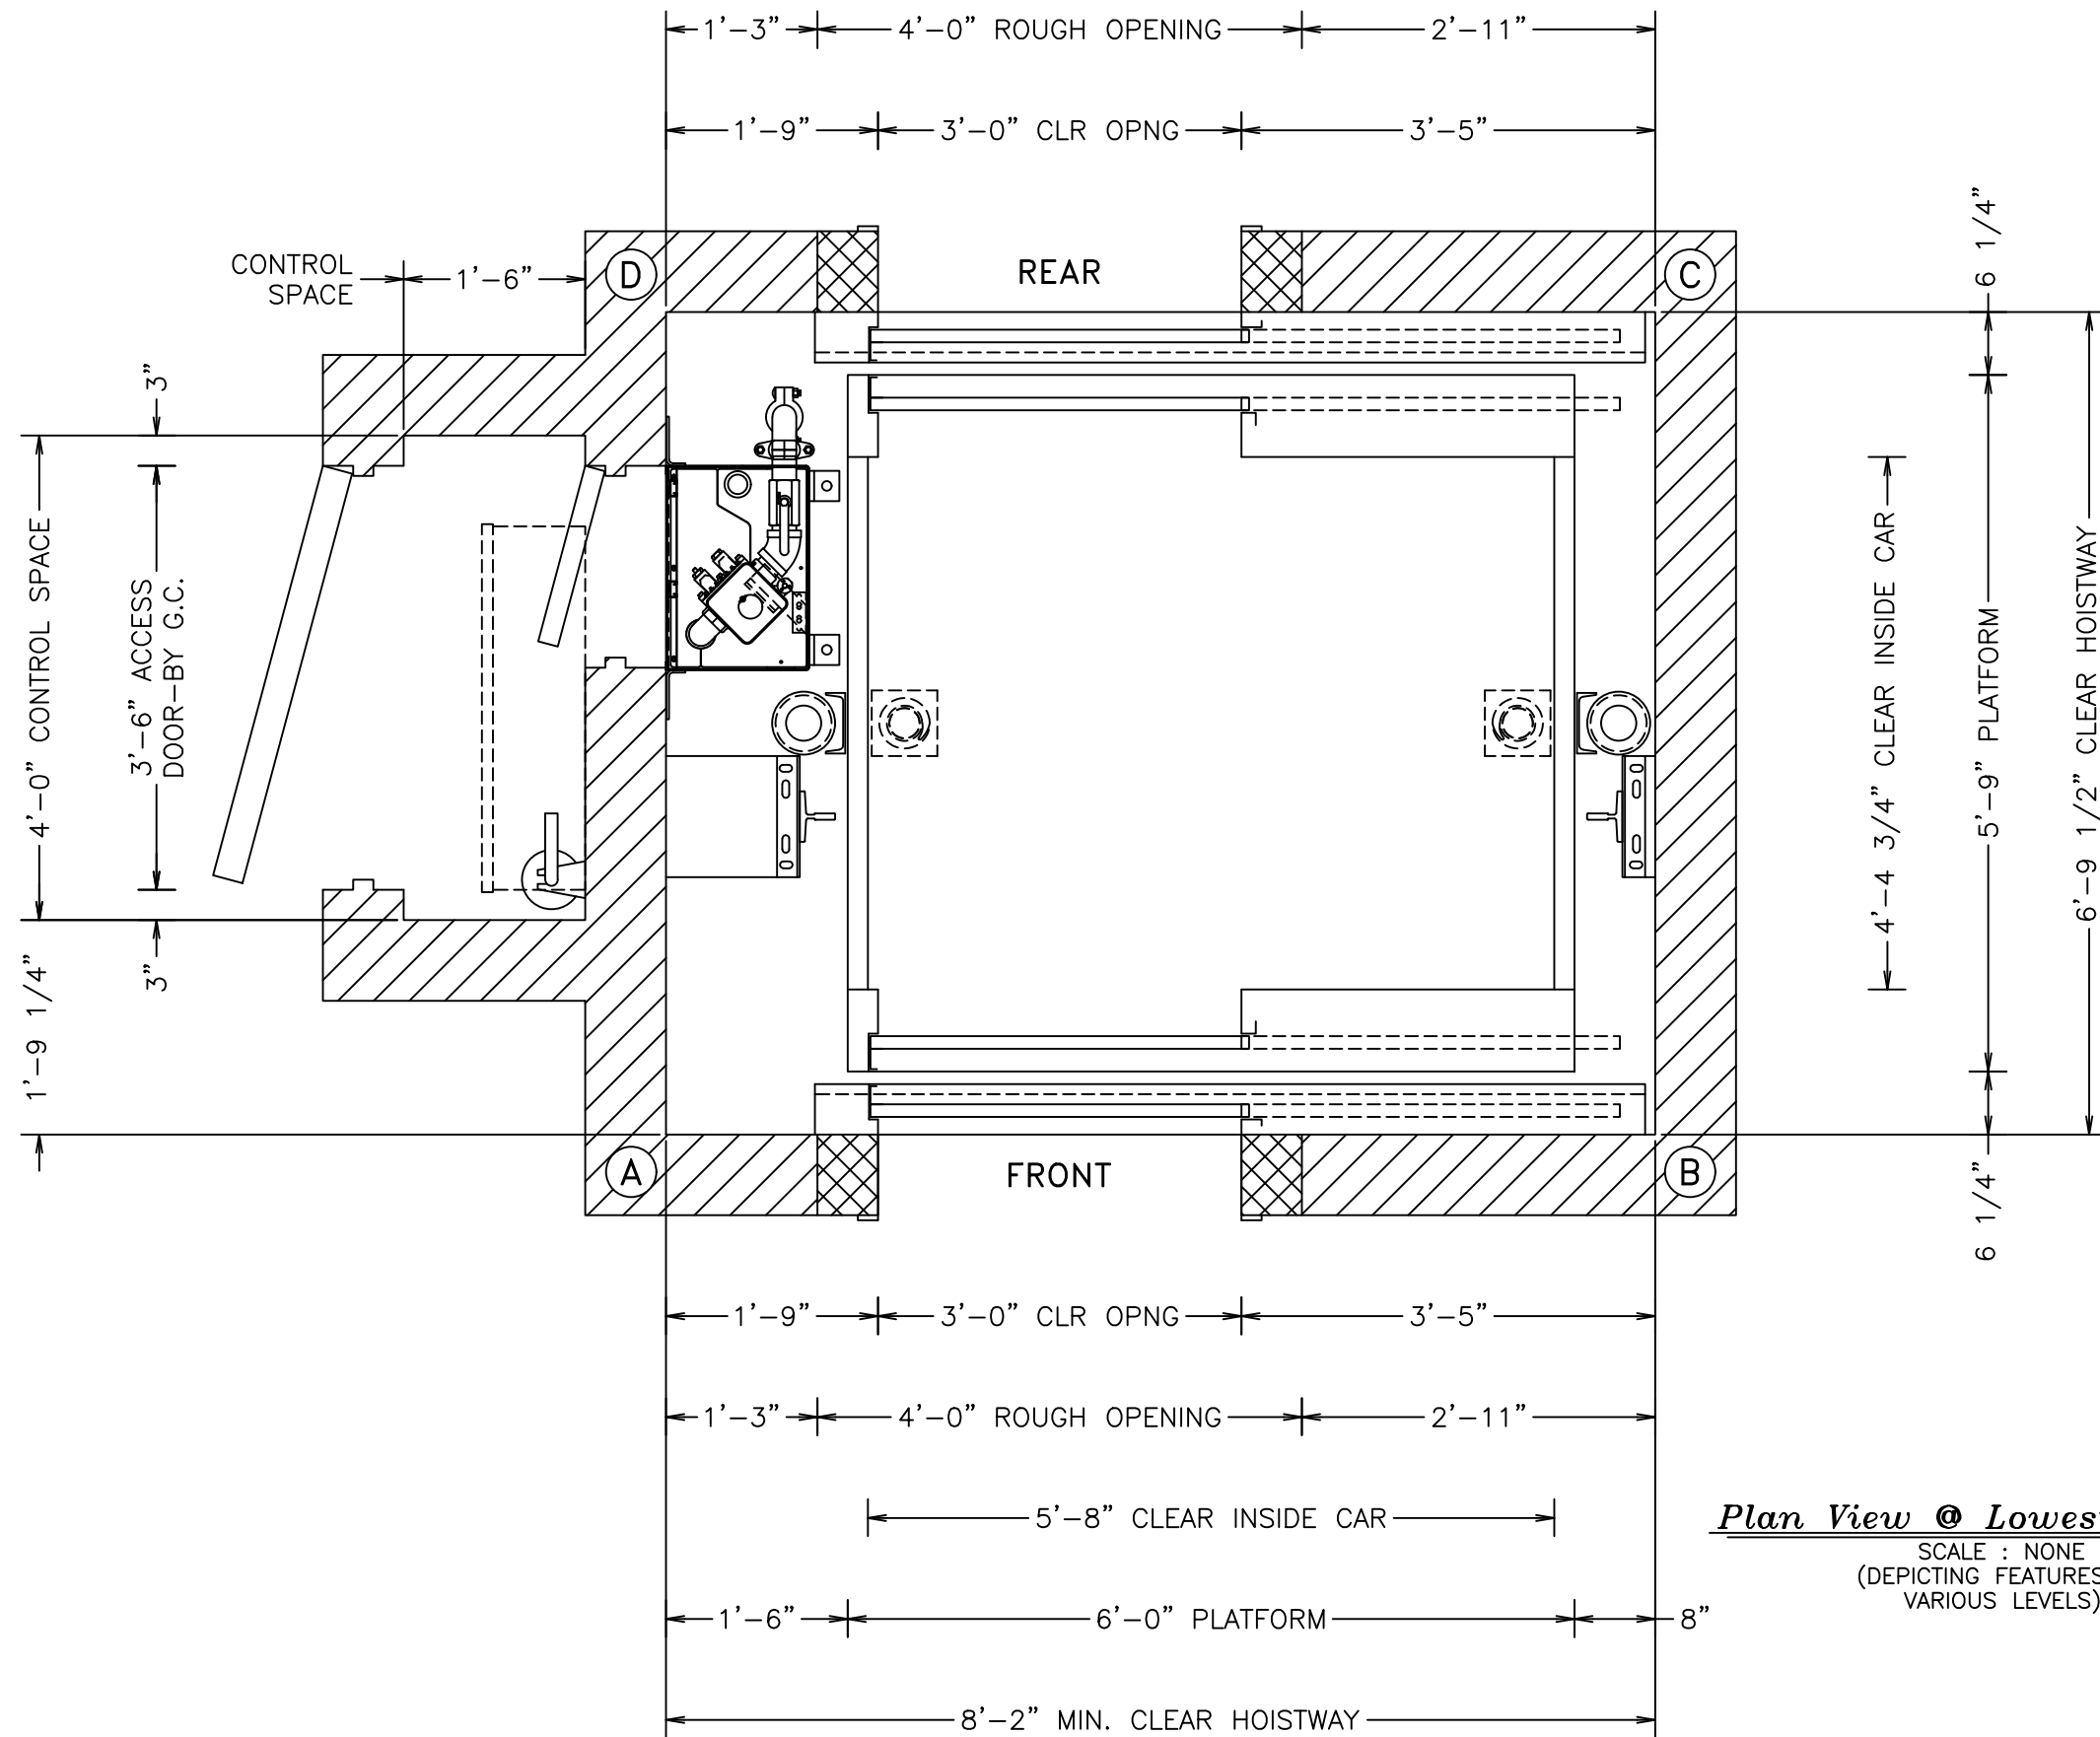 1'-3" 4'-0" ROUGH OPENING 2'-11"
1'-9" 3'-0" CLR OPNG 3'-5"
6 1/4"
CONTROL
SPACE
1'-6"
D
REAR
C
3"
4'-0" CONTROL SPACE
3'-6" ACCESS
DOOR-BY G.C.
4'-4 3/4" CLEAR INSIDE CAR
5'-9" PLATFORM
6'-9 1/2" CLEAR HOISTWAY
3"
1'-9 1/4"
A
FRONT
B
6 1/4"
1'-9" 3'-0" CLR OPNG 3'-5"
1'-3" 4'-0" ROUGH OPENING 2'-11"
5'-8" CLEAR INSIDE CAR
Plan View @ Lowes
SCALE : NONE
(DEPICTING FEATURES
VARIOUS LEVELS)
1'-6" 6'-0" PLATFORM 8"
8'-2" MIN. CLEAR HOISTWAY